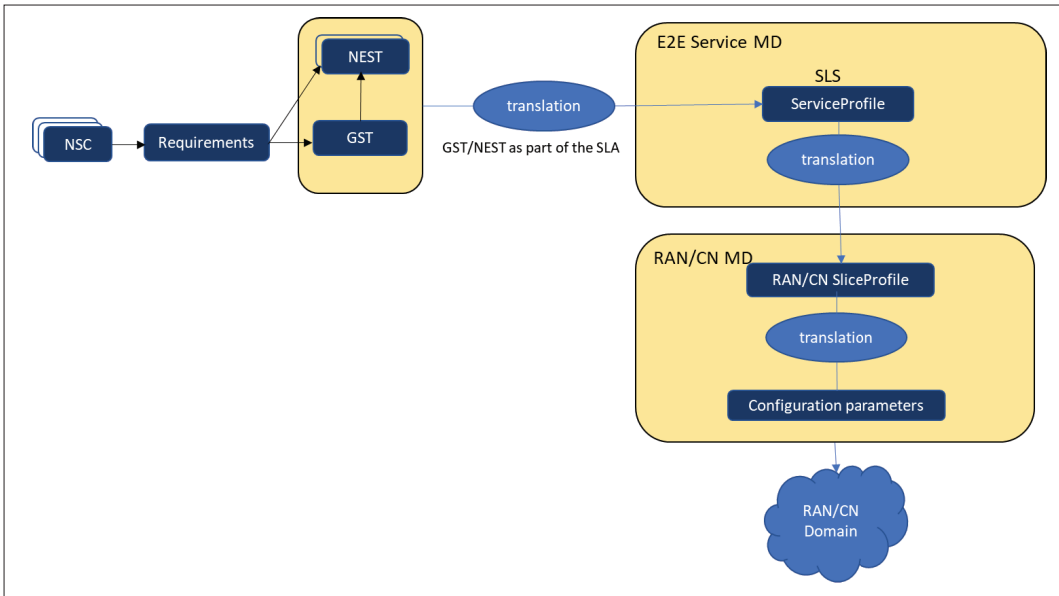 NSC
Requirements
NEST
GST
translation
GST/NEST as part of the SLA
E2E Service MD
SLS
ServiceProfile
translation
RAN/CN MD
RAN/CN SliceProfile
translation
Configuration parameters
RAN/CN
Domain